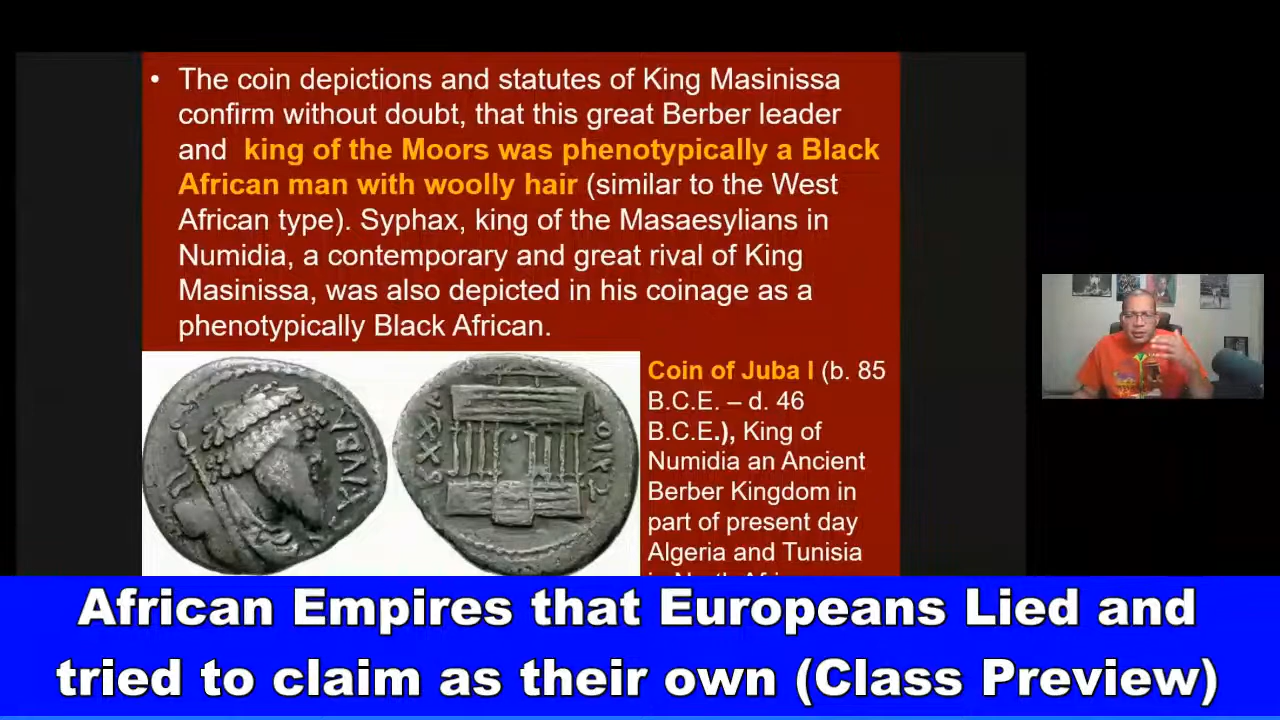 • The coin depictions and statutes of King Masinissa
confirm without doubt, that this great Berber leader
and king of the Moors was phenotypically a Black
African man with woolly hair (similar to the West
African type). Syphax, king of the Masaesylians in
Numidia, a contemporary and great rival of King
Masinissa, was also depicted in his coinage as a
phenotypically Black African.
Coin of Juba I (b. 85
B.C.E. – d. 46
B.C.E.), King of
Numidia an Ancient
Berber Kingdom in
part of present day
Algeria and Tunisia
African Empires that Europeans Lied and
tried to claim as their own (Class Preview)